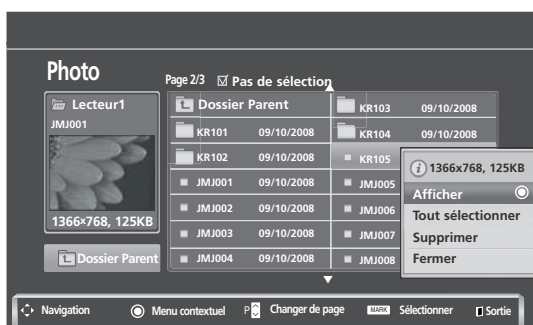 Photo
Page 2/3 Pas de sélection
Lecteur1
JMJ001
1366x768, 125KB
Dossier Parent
Dossier Parent
KR101 09/10/2008
KR102 09/10/2008
JMJ001 09/10/2008
JMJ002 09/10/2008
JMJ003 09/10/2008
JMJ004 09/10/2008
KR103 09/10/2008
KR104 09/10/2008
KR105
JMJ005
JMJ006
JMJ007
JMJ008
i 1366x768, 125KB
Afficher
Tout sélectionner
Supprimer
Fermer
Navigation Menu contextuel P Changer de page MARK Sélectionner Sortie